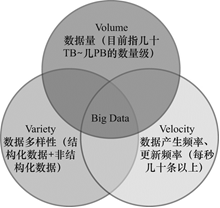 Volume
数据量（目前指几十
TB~几PB的数量级）
Big Data
Variety
数据多样性（结
构化数据+非结
构化数据）
Velocity
数据产生频率、
更新频率（每秒
几十条以上）